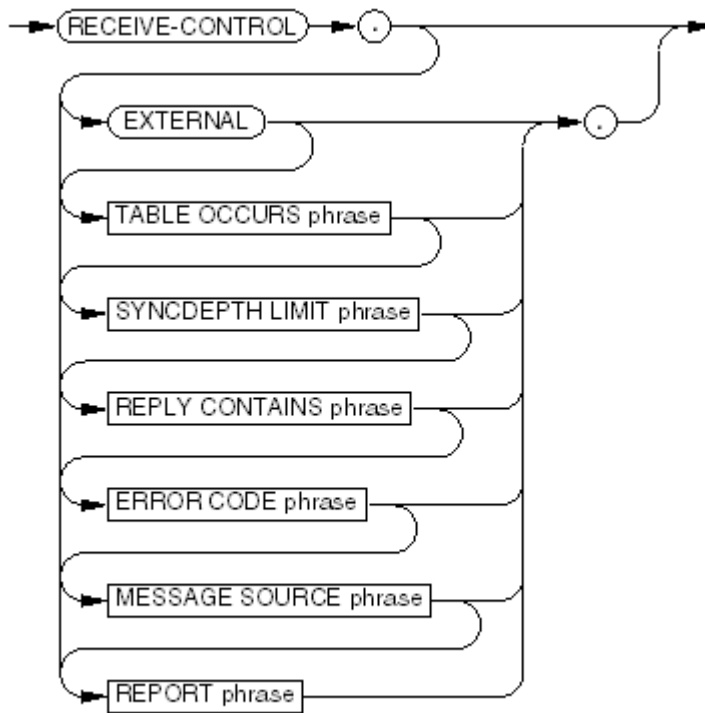 RECEIVE-CONTROL .
EXTERNAL .
TABLE OCCURS phrase
SYNCDEPTH LIMIT phrase
REPLY CONTAINS phrase
ERROR CODE phrase
MESSAGE SOURCE phrase
REPORT phrase